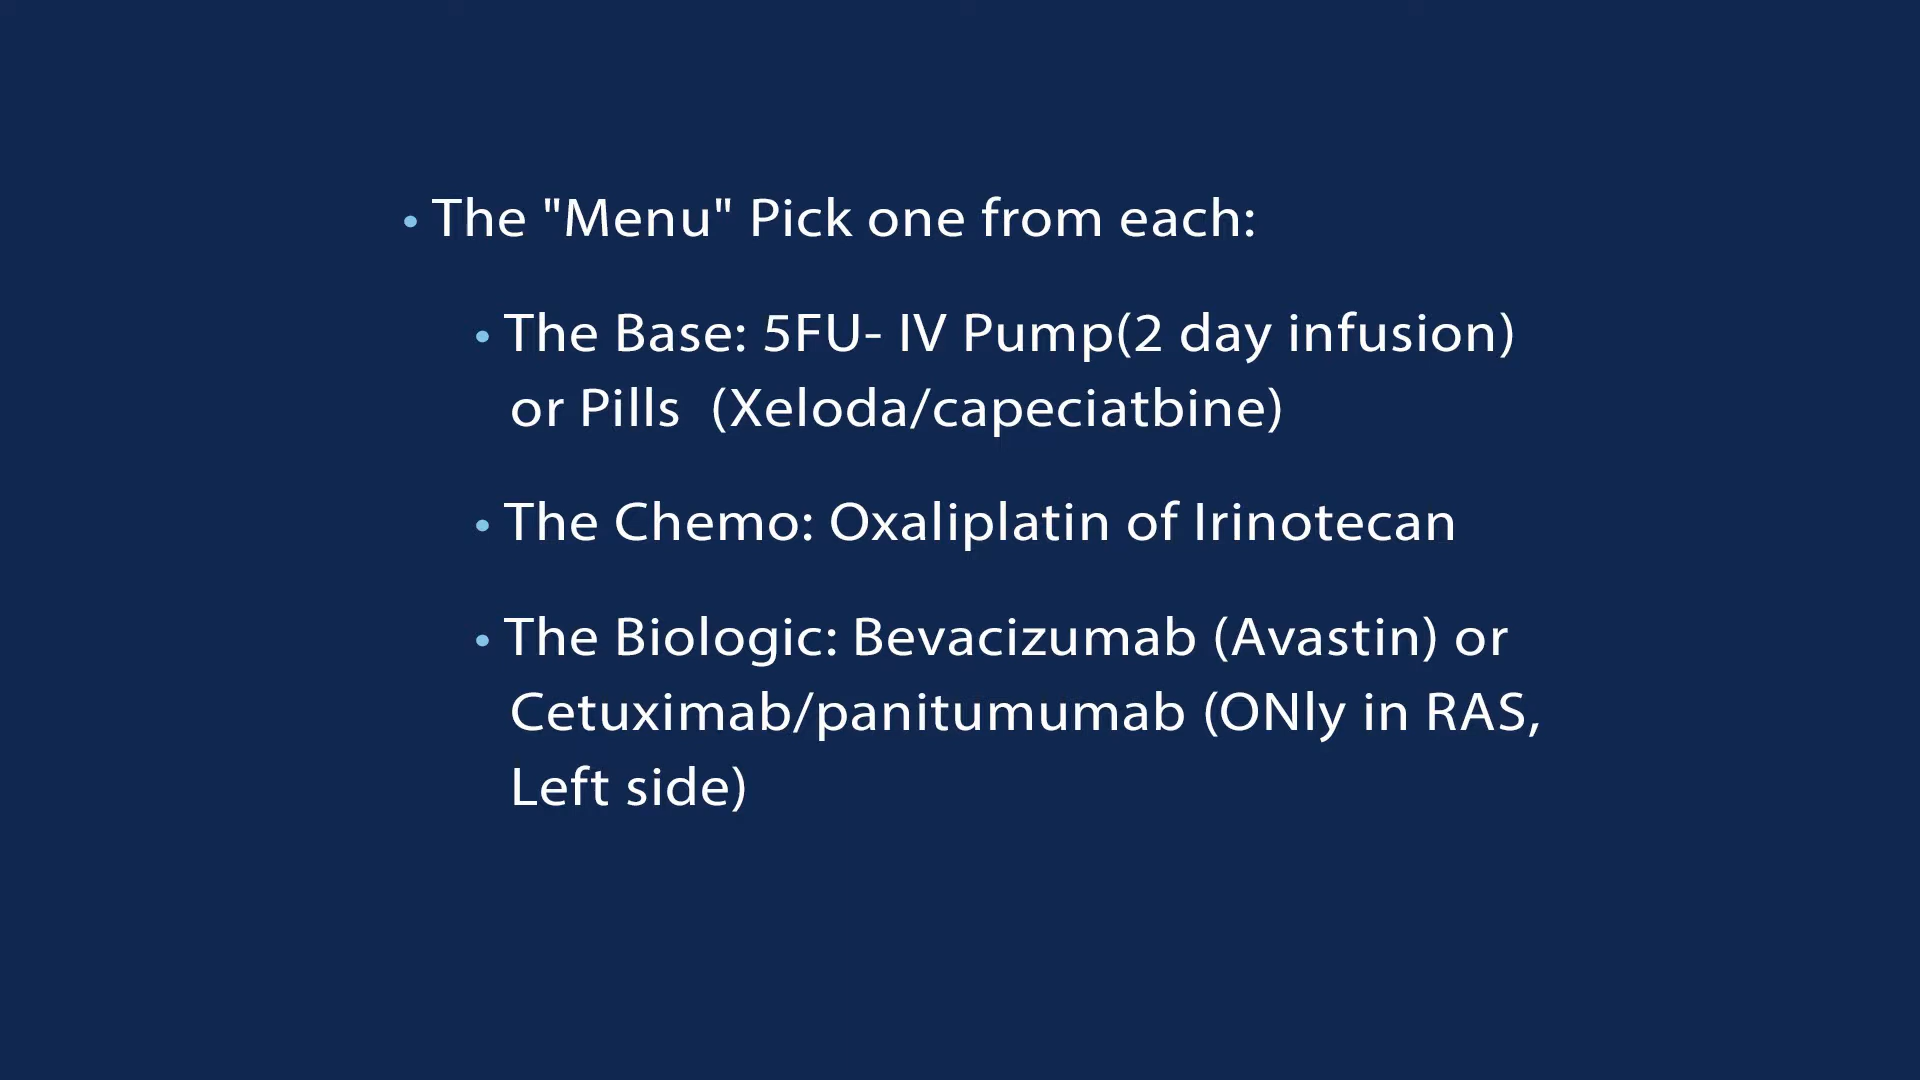 • The "Menu" Pick one from each:
• The Base: 5FU- IV Pump(2 day infusion)
or Pills  (Xeloda/capeciatbine)
• The Chemo: Oxaliplatin of Irinotecan
• The Biologic: Bevacizumab (Avastin) or
Cetuximab/panitumumab (ONly in RAS,
Left side)